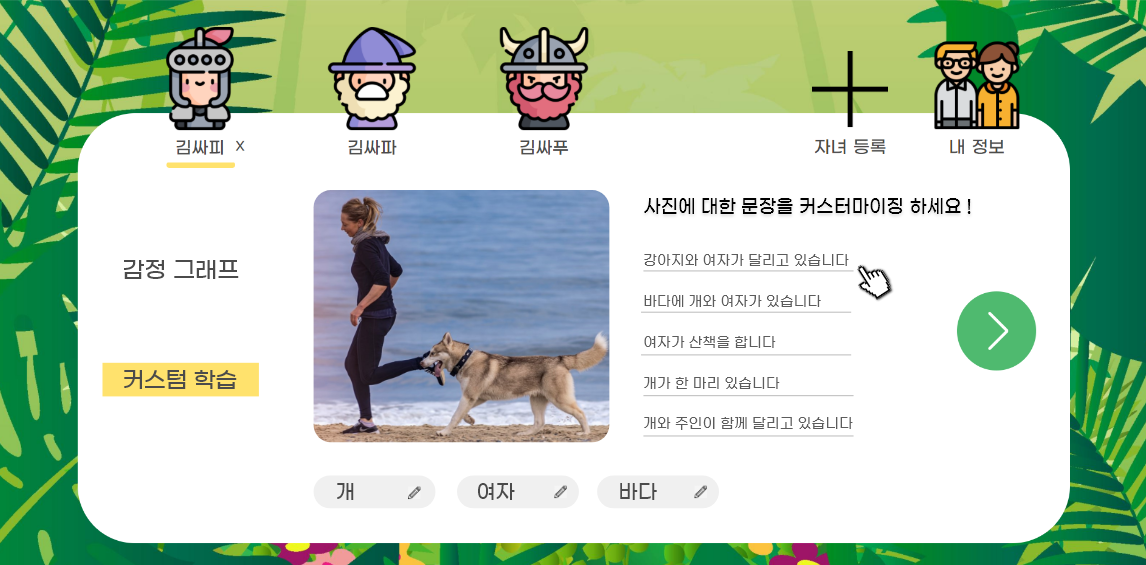 김싸피 X
김싸파
김싸푸
자녀 등록
내 정보
사진에 대한 문장을 커스터마이징 하세요 !
감정 그래프
강아지와 여자가 달리고 있습니다
바다에 개와 여자가 있습니다
여자가 산책을 합니다
커스텀 학습
개가 한 마리 있습니다
개와 주인이 함께 달리고 있습니다
개
여자
바다